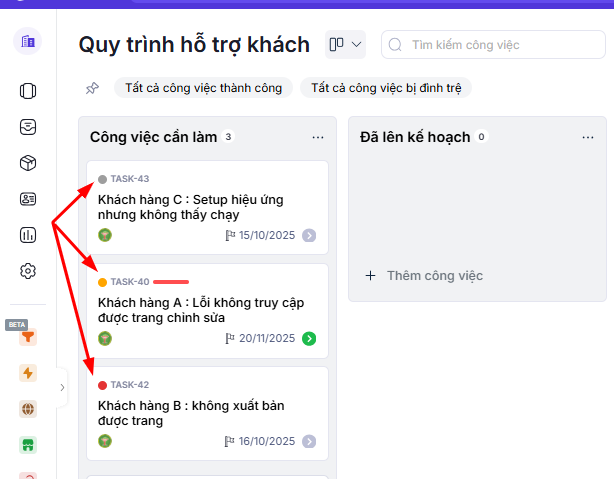 Quy trình hỗ trợ khách
Tìm kiếm công việc
Tất cả công việc thành công
Tất cả công việc bị đình trệ
Công việc cần làm 3
TASK-43
Khách hàng C : Setup hiệu ứng
nhưng không thấy chạy
15/10/2025
TASK-40
Khách hàng A : Lỗi không truy cập
được trang chỉnh sửa
20/11/2025
TASK-42
Khách hàng B : không xuất bản
được trang
16/10/2025
Đã lên kế hoạch 0
Thêm công việc
BETA